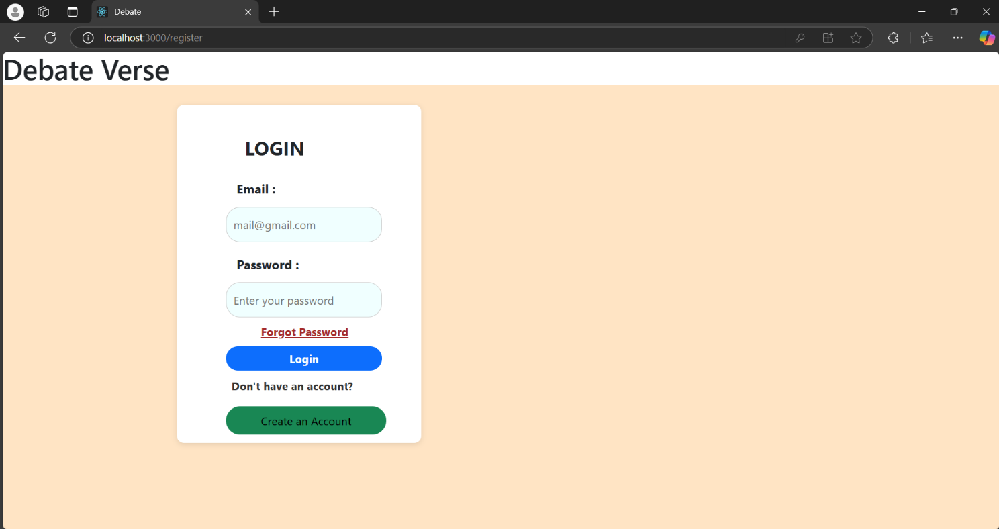 Debate
localhost:3000/register
Debate Verse
LOGIN
Email :
mail@gmail.com
Password :
Enter your password
Forgot Password
Login
Don't have an account?
Create an Account